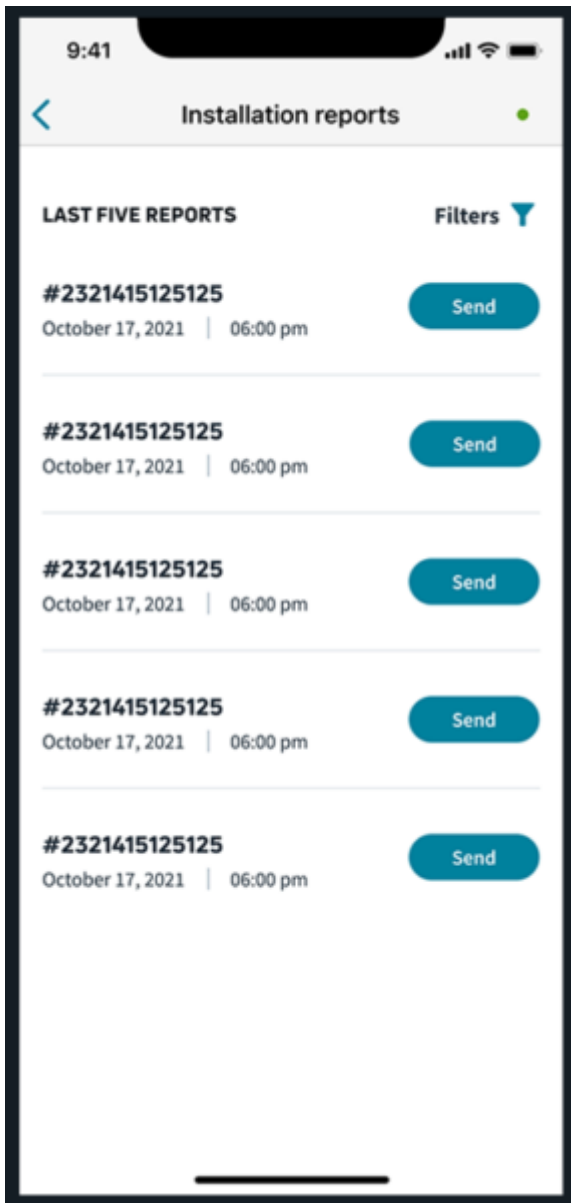 9:41
Installation reports
LAST FIVE REPORTS Filters
#2321415125125
Send
October 17, 2021 06:00 pm
#2321415125125
Send
October 17, 2021 06:00 pm
#2321415125125
Send
October 17, 2021 06:00 pm
#2321415125125
Send
October 17, 2021 06:00 pm
#2321415125125
Send
October 17, 2021 06:00 pm